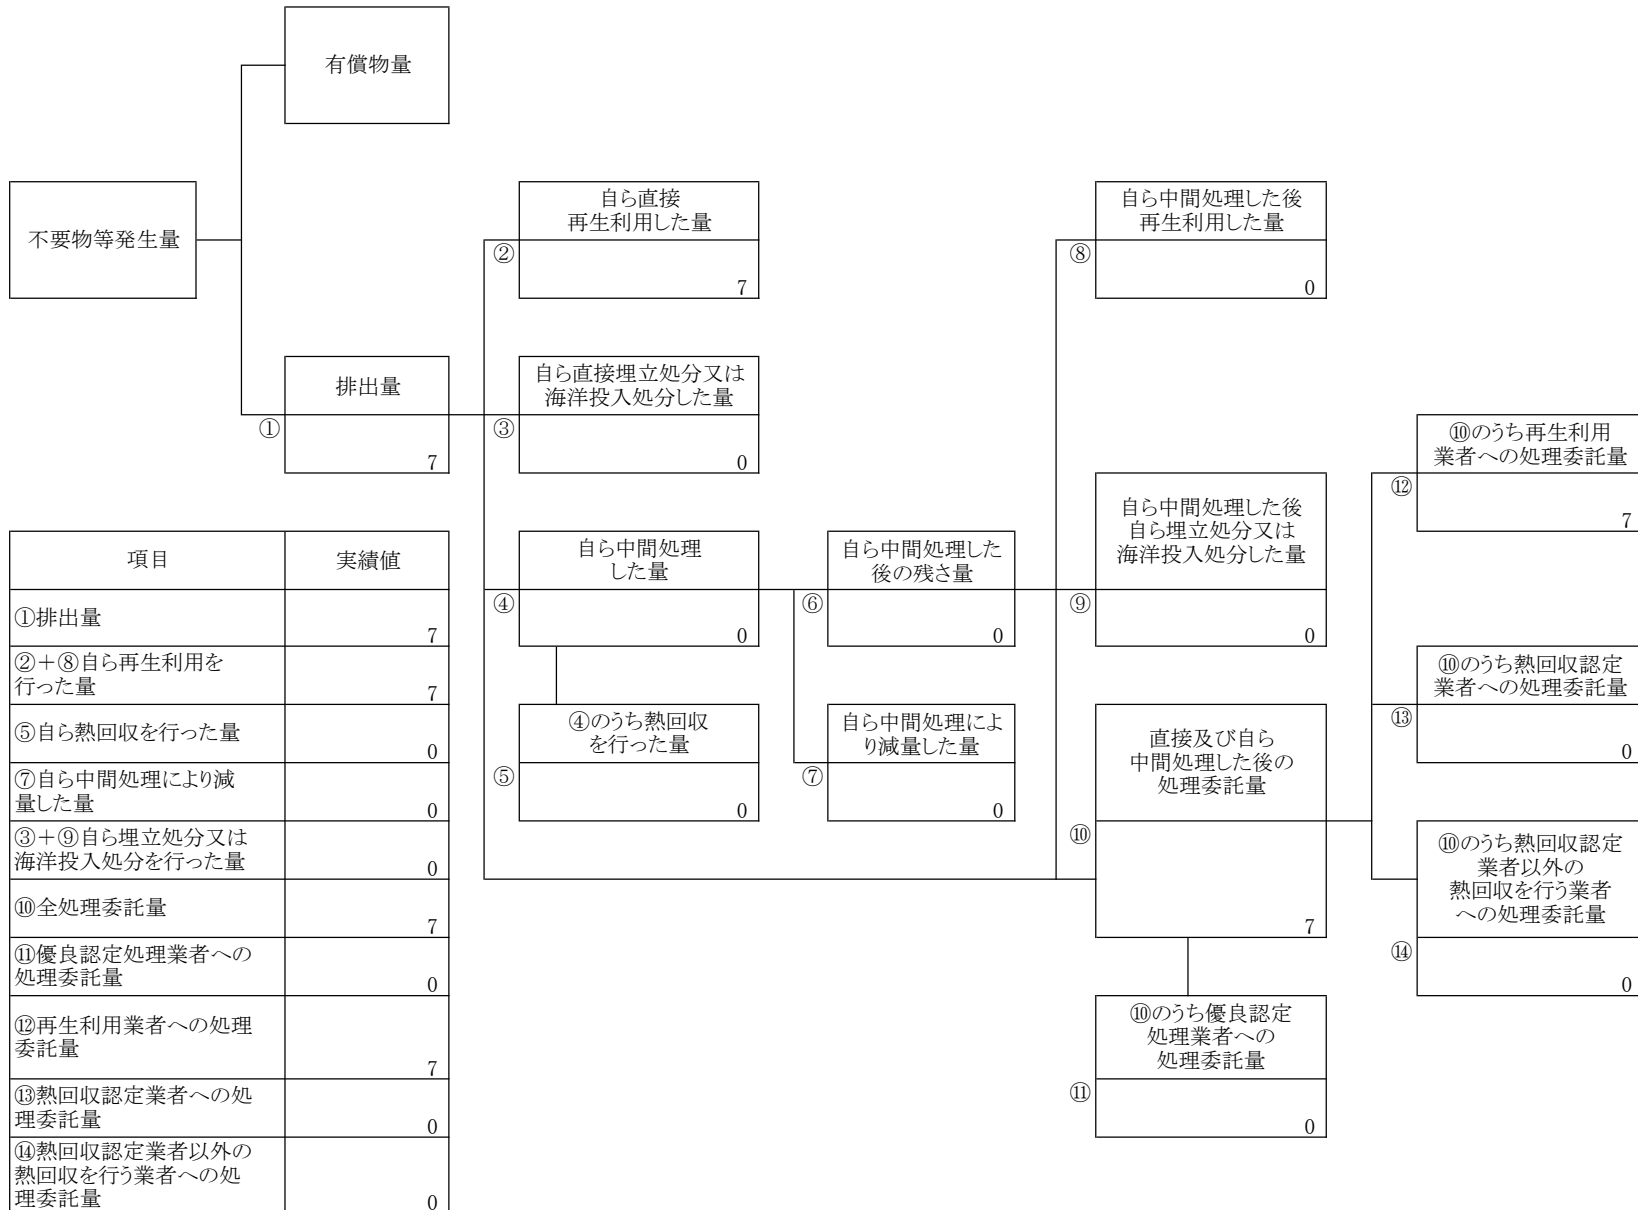 有償物量
不要物等発生量
自ら直接
再生利用した量
②
7
自ら中間処理した後
再生利用した量
⑧
0
排出量
①
7
自ら直接埋立処分又は
海洋投入処分した量
③
0
⑩のうち再生利用
業者への処理委託量
⑫
7
自ら中間処理
した量
④
0
自ら中間処理した
後の残さ量
⑥
0
自ら中間処理した後
自ら埋立処分又は
海洋投入処分した量
⑨
0
⑩のうち熱回収認定
業者への処理委託量
⑬
0
④のうち熱回収
を行った量
⑤
0
自ら中間処理によ
り減量した量
⑦
0
直接及び自ら
中間処理した後の
処理委託量
⑩
7
⑩のうち熱回収認定
業者以外の
熱回収を行う業者
への処理委託量
⑭
0
⑩のうち優良認定
処理業者への
処理委託量
⑪
0
項目 実績値
①排出量
7
②+⑧自ら再生利用を
行った量
7
⑤自ら熱回収を行った量
0
⑦自ら中間処理により減
量した量
0
③+⑨自ら埋立処分又は
海洋投入処分を行った量
0
⑩全処理委託量
7
⑪優良認定処理業者への
処理委託量
0
⑫再生利用業者への処理
委託量
7
⑬熱回収認定業者への処
理委託量
0
⑭熱回収認定業者以外の
熱回収を行う業者への処
理委託量
0